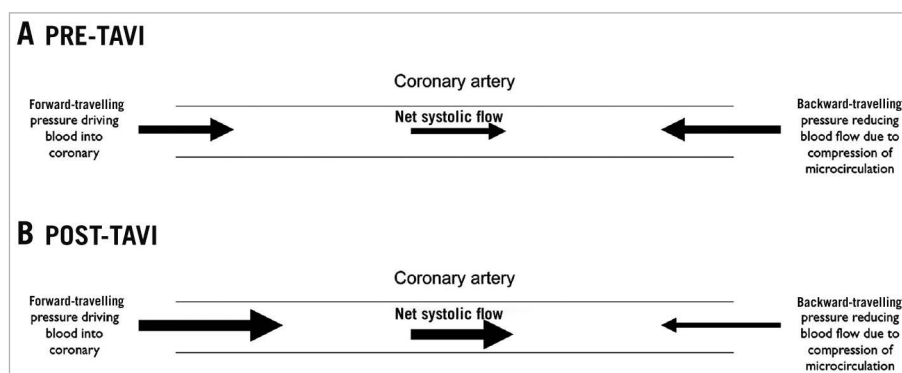 A PRE-TAVI
Coronary artery
Forward-travelling
pressure driving
blood into
coronary
Net systolic flow
Backward-travelling
pressure reducing
blood flow due to
compression of
microcirculation
B POST-TAVI
Coronary artery
Forward-travelling
pressure driving
blood into
coronary
Net systolic flow
Backward-travelling
pressure reducing
blood flow due to
compression of
microcirculation